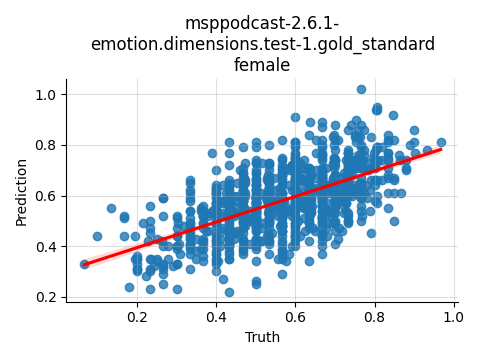 msppodcast-2.6.1-
emotion.dimensions.test-1.gold_standard
female
1.0
0.8
0.6
0.4
0.2
Prediction
0.2 0.4 0.6 0.8 1.0
Truth